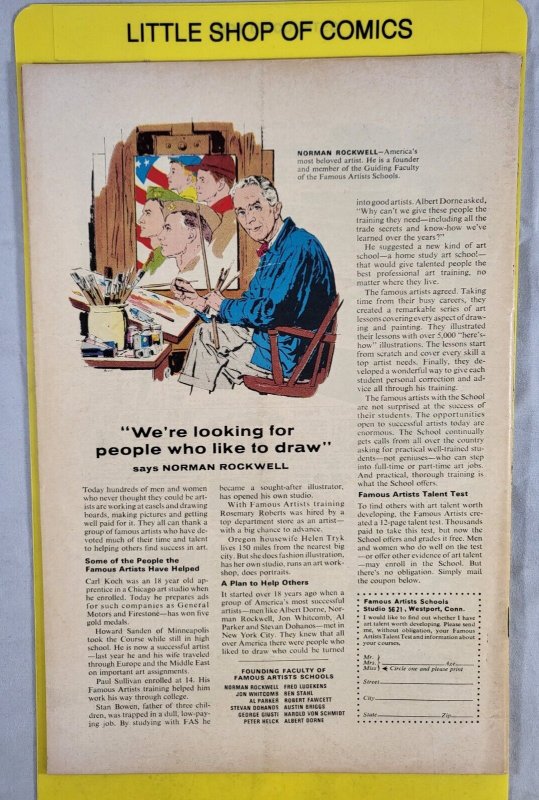 LITTLE SHOP OF COMICS
NORMAN ROCKWELL—America's
most beloved artist. He is a founder
and member of the Guiding Faculty
of the Famous Artists Schools.
"We're looking for
people who like to draw"
says NORMAN ROCKWELL
Today hundreds of men and women
who never thought they could be art-
ists are working at easels and drawing
boards, making pictures and getting
well paid for it. They all can thank a
group of famous artists who have de-
voted much of their time and talent
to helping others find success in art.
Some of the People the
Famous Artists Have Helped
Carl Koch was an 18 year old ap-
prentice in a Chicago art studio when
he enrolled. Today he prepares ads
for such companies as General
Motors and Firestone—has won five
gold medals.
Howard Sanden of Minneapolis
took the Course while still in high
school. He is now a successful artist
—last year he and his wife traveled
through Europe and the Middle East
on important art assignments.
Paul Sullivan enrolled at 14. His
Famous Artists training helped him
work his way through college.
Stan Bowen, father of three chil-
dren, was trapped in a dull, low-pay-
ing job. By studying with FAS he
became a sought-after illustrator,
has opened his own studio.
With Famous Artists training
Rosemary Roberts was hired by a
top department store as an artist—
with a big chance to advance.
Oregon housewife Helen Tryk
lives 150 miles from the nearest big
city. But she does fashion illustration,
has her own studio, runs an art work-
shop, does portraits.
A Plan to Help Others
It started over 18 years ago when a
group of America's most successful
artists—men like Albert Dorne, Nor-
man Rockwell, Jon Whitcomb, Al
Parker and Stevan Dohanos—met in
New York City. They knew that all
over America there were people who
liked to draw who could be turned
FOUNDING FACULTY OF
FAMOUS ARTISTS SCHOOLS
NORMAN ROCKWELL FRED LUDEKENS
JON WHITCOMB BEN STAHL
AL PARKER ROBERT FAWCETT
STEVAN DOHANOS AUSTIN BRIGGS
GEORGE GIUSTI HAROLD VON SCHMIDT
PETER HELCK ALBERT DORNE
into good artists. Albert Dorne asked,
"Why can't we give these people the
training they need—including all the
trade secrets and know-how we've
learned over the years?"
He suggested a new kind of art
school—a home study art school—
that would give talented people the
best professional art training, no
matter where they live.
The famous artists agreed. Taking
time from their busy careers, they
created a remarkable series of art
lessons covering every aspect of draw-
ing and painting. They illustrated
their lessons with over 5,000 "here's-
how" illustrations. The lessons start
from scratch and cover every skill a
top artist needs. Finally, they de-
veloped a wonderful way to give each
student personal correction and ad-
vice all through his training.
The famous artists with the School
are not surprised at the success of
their students. The opportunities
open to successful artists today are
enormous. The School continually
gets calls from all over the country
asking for practical well-trained stu-
dents—not geniuses—who can step
into full-time or part-time art jobs.
And practical, thorough training is
what the School offers.
Famous Artists Talent Test
To find others with art talent worth
developing, the Famous Artists cre-
ated a 12-page talent test. Thousands
paid to take this test, but now the
School offers and grades it free. Men
and women who do well on the test
—or offer other evidence of art talent
—may enroll in the School. But
there's no obligation. Simply mail
the coupon below.
Famous Artists Schools
Studio 5621, Westport, Conn.
I would like to find out whether I have
art talent worth developing. Please send
me, without obligation, your Famous
Artists Talent Test and information about
your courses.
Mr.
Mrs. Age
Miss Circle one and please print
Street
City
State Zip